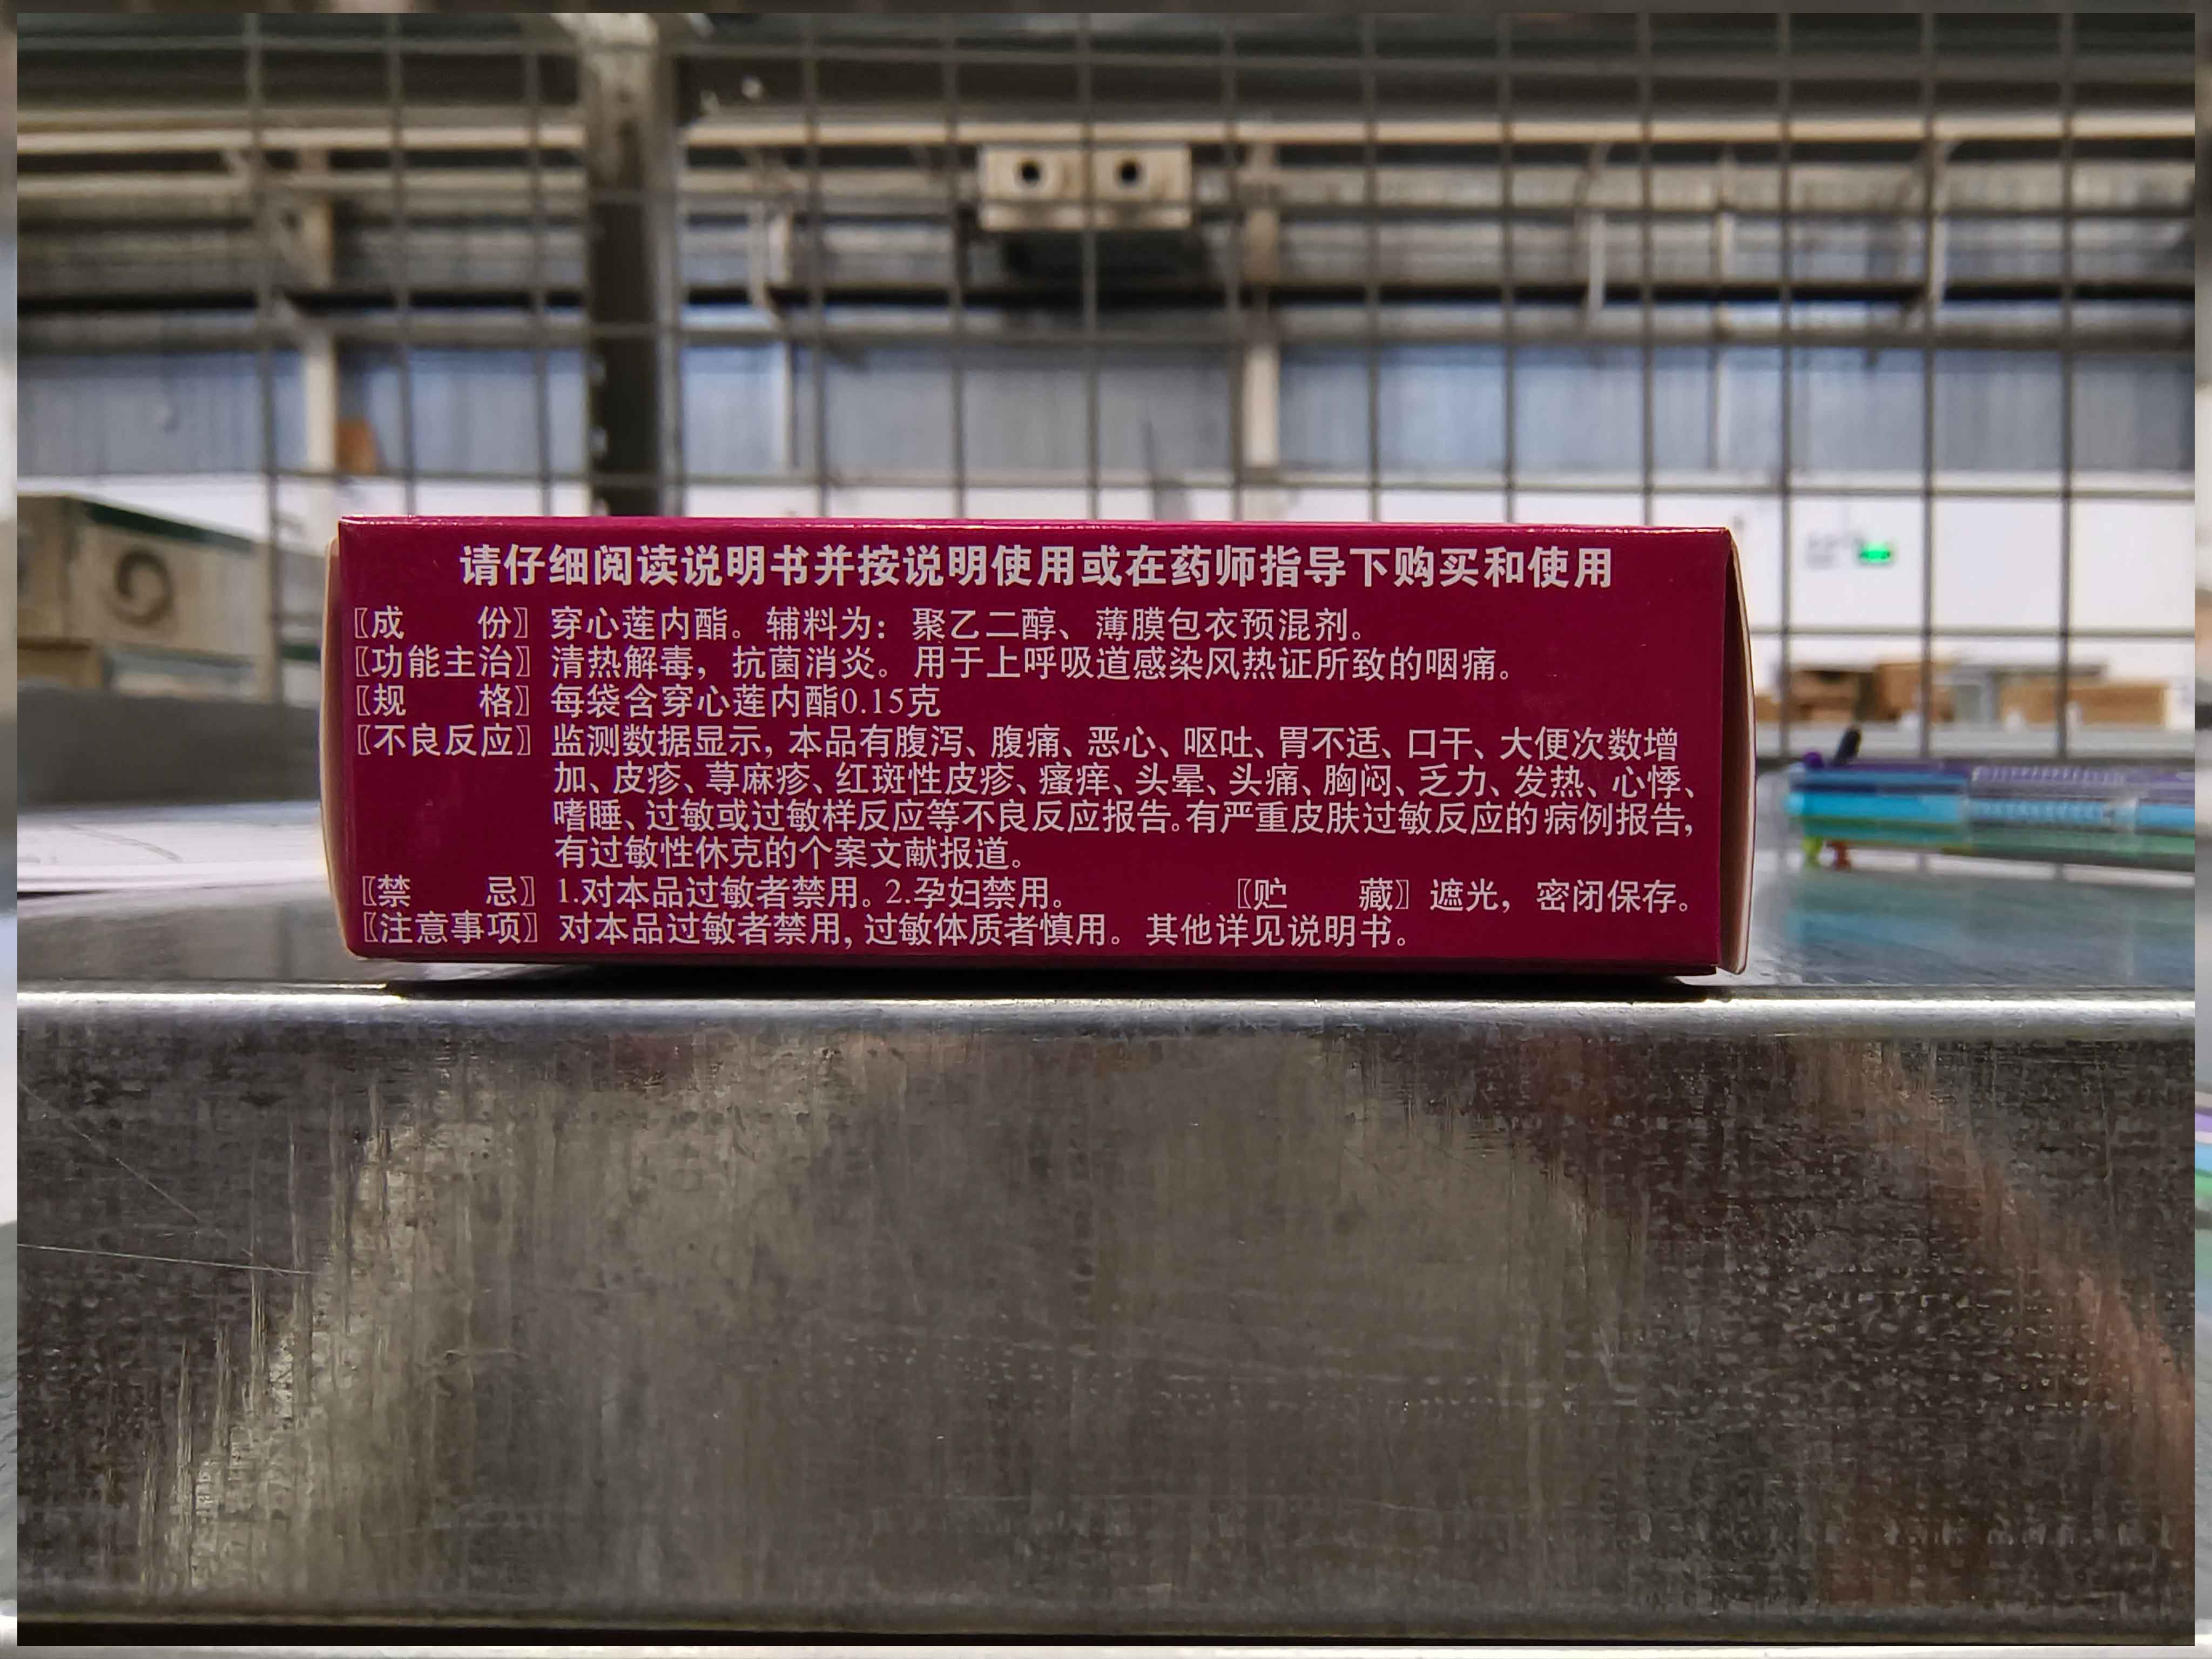 请仔细阅读说明书并按说明使用或在药师指导下购买和使用
〖成 份〗 穿心莲内酯。辅料为：聚乙二醇、薄膜包衣预混剂。
〖功能主治〗 清热解毒，抗菌消炎。用于上呼吸道感染风热证所致的咽痛。
〖规 格〗 每袋含穿心莲内酯0.15克
〖不良反应〗 监测数据显示，本品有腹泻、腹痛、恶心、呕吐、胃不适、口干、大便次数增
加、皮疹、荨麻疹、红斑性皮疹、瘙痒、头晕、头痛、胸闷、乏力、发热、心悸、
嗜睡、过敏或过敏样反应等不良反应报告。有严重皮肤过敏反应的病例报告，
有过敏性休克的个案文献报道。
〖禁 忌〗 1.对本品过敏者禁用。2.孕妇禁用。 〖贮 藏〗 遮光，密闭保存。
〖注意事项〗 对本品过敏者禁用，过敏体质者慎用。其他详见说明书。